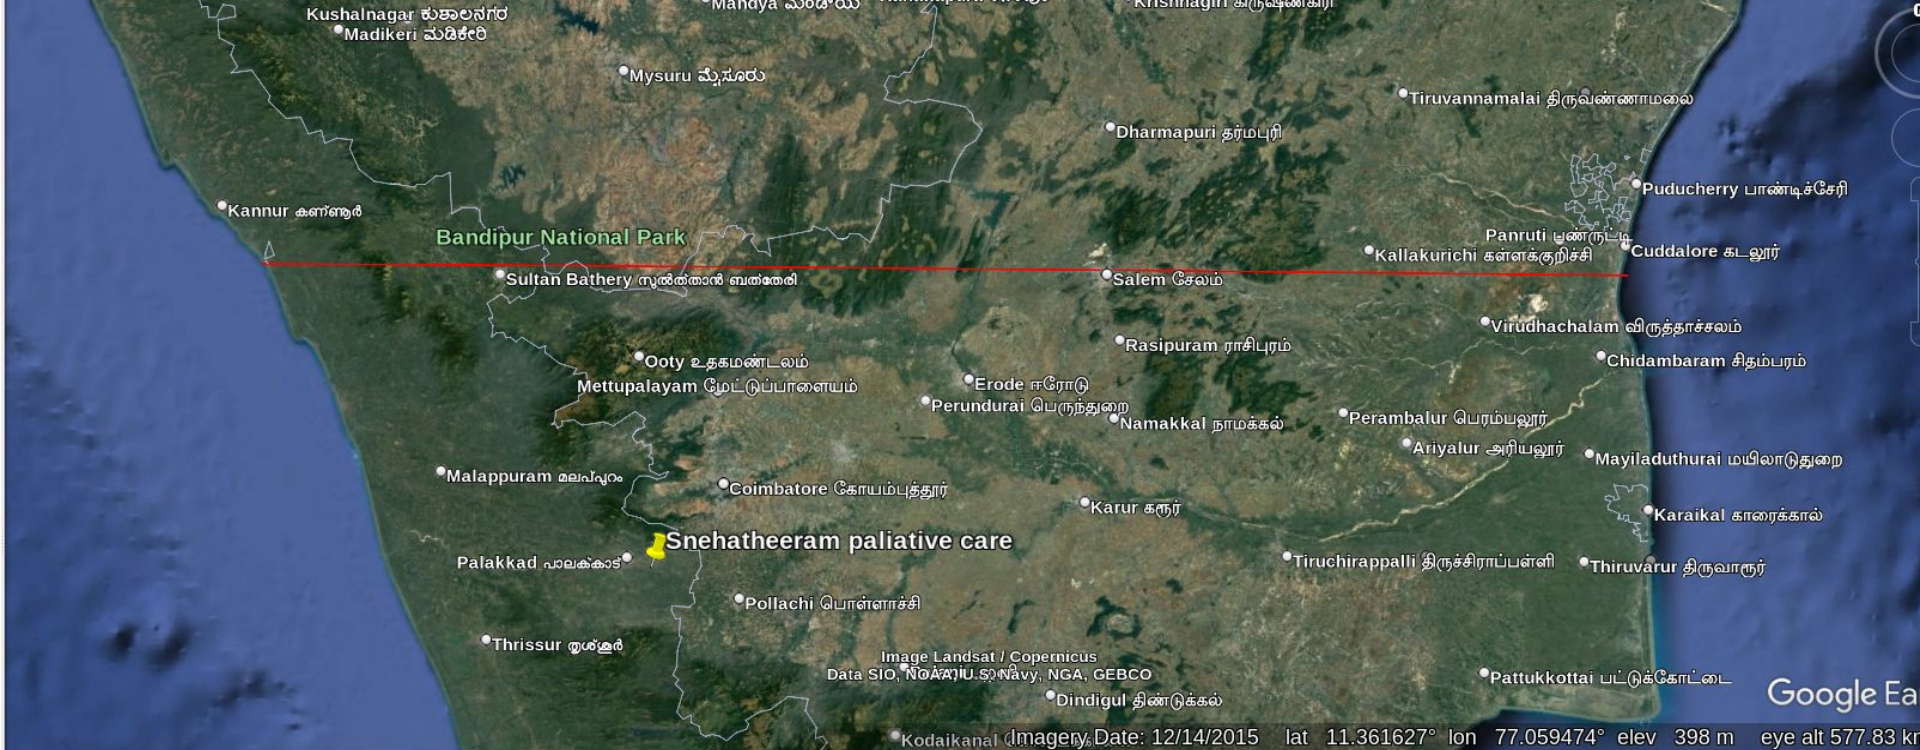 Kushalnagar ಕುಶಾಲನಗರ
Madikeri ಮಡಿಕೇರಿ
Mandya ಮಂಡ್ಯ
Krishnagiri கிருஷ்ணகிரி
Mysuru ಮೈಸೂರು
Tiruvannamalai திருவண்ணாமலை
Dharmapuri தர்மபுரி
Puducherry பாண்டிச்சேரி
Kannur കണ്ണൂർ
Bandipur National Park
Panruti பண்ருட்டி
Kallakurichi கள்ளக்குறிச்சி
Cuddalore கடலூர்
Sultan Bathery സുൽത്താൻ ബത്തേരി
Salem சேலம்
Virudhachalam விருத்தாச்சலம்
Rasipuram ராசிபுரம்
Ooty உதகமண்டலம்
Chidambaram சிதம்பரம்
Mettupalayam மேட்டுப்பாளையம்
Erode ஈரோடு
Perundurai பெருந்துறை
Namakkal நாமக்கல்
Perambalur பெரம்பலூர்
Ariyalur அரியலூர்
Mayiladuthurai மயிலாடுதுறை
Malappuram മലപ്പുറം
Coimbatore கோயம்புத்தூர்
Karur கரூர்
Karaikal காரைக்கால்
Snehatheeram paliative care
Palakkad പാലക്കാട്
Tiruchirappalli திருச்சிராப்பள்ளி
Thiruvarur திருவாரூர்
Pollachi பொள்ளாச்சி
Thrissur തൃശ്ശൂർ
Image Landsat / Copernicus
Data SIO, NOAA, U.S. Navy, NGA, GEBCO
Pattukkottai பட்டுக்கோட்டை
Dindigul திண்டுக்கல்
Google Ea
Kodaikanal
Imagery Date: 12/14/2015 lat 11.361627° lon 77.059474° elev 398 m eye alt 577.83 km